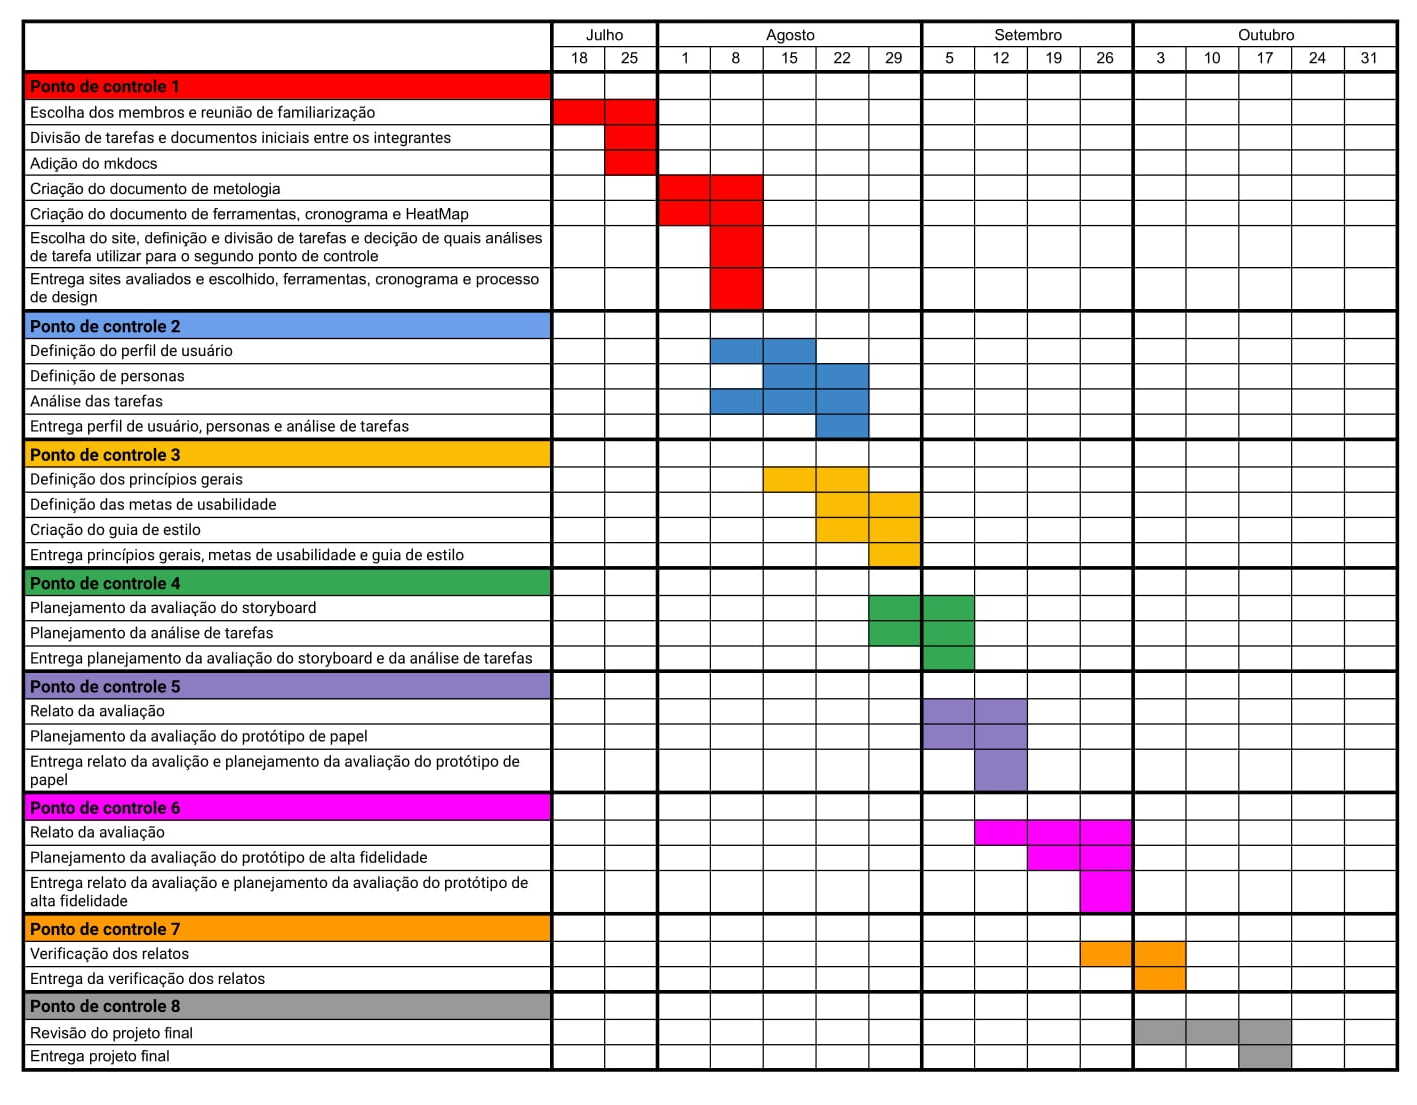 Julho Agosto Setembro Outubro
18 25 1 8 15 22 29 5 12 19 26 3 10 17 24 31
Ponto de controle 1
Escolha dos membros e reunião de familiarização
Divisão de tarefas e documentos iniciais entre os integrantes
Adição do mkdocs
Criação do documento de metologia
Criação do documento de ferramentas, cronograma e HeatMap
Escolha do site, definição e divisão de tarefas e decição de quais análises
de tarefa utilizar para o segundo ponto de controle
Entrega sites avaliados e escolhido, ferramentas, cronograma e processo
de design
Ponto de controle 2
Definição do perfil de usuário
Definição de personas
Análise das tarefas
Entrega perfil de usuário, personas e análise de tarefas
Ponto de controle 3
Definição dos princípios gerais
Definição das metas de usabilidade
Criação do guia de estilo
Entrega princípios gerais, metas de usabilidade e guia de estilo
Ponto de controle 4
Planejamento da avaliação do storyboard
Planejamento da análise de tarefas
Entrega planejamento da avaliação do storyboard e da análise de tarefas
Ponto de controle 5
Relato da avaliação
Planejamento da avaliação do protótipo de papel
Entrega relato da avalição e planejamento da avaliação do protótipo de
papel
Ponto de controle 6
Relato da avaliação
Planejamento da avaliação do protótipo de alta fidelidade
Entrega relato da avaliação e planejamento da avaliação do protótipo de
alta fidelidade
Ponto de controle 7
Verificação dos relatos
Entrega da verificação dos relatos
Ponto de controle 8
Revisão do projeto final
Entrega projeto final